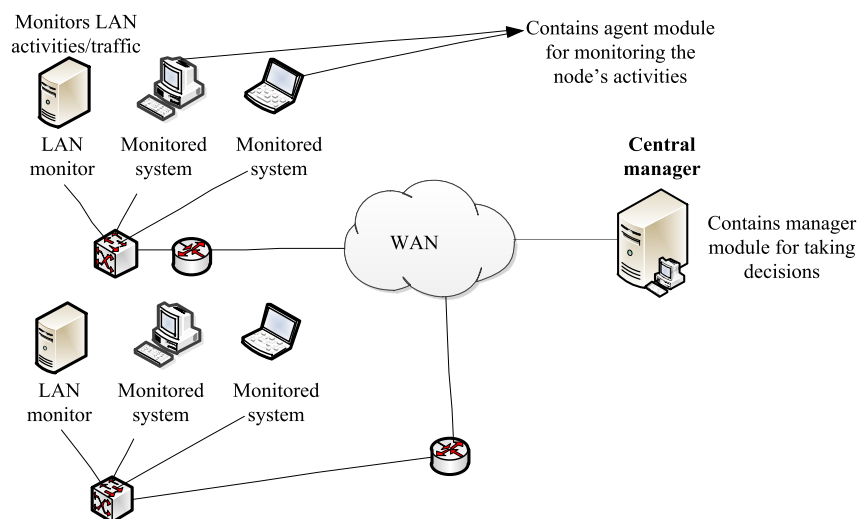 Monitors LAN
activities/traffic
Contains agent module
for monitoring the
node's activities
LAN
monitor
Monitored
system
Monitored
system
Central
manager
WAN
Contains manager
module for taking
decisions
LAN
monitor
Monitored
system
Monitored
system